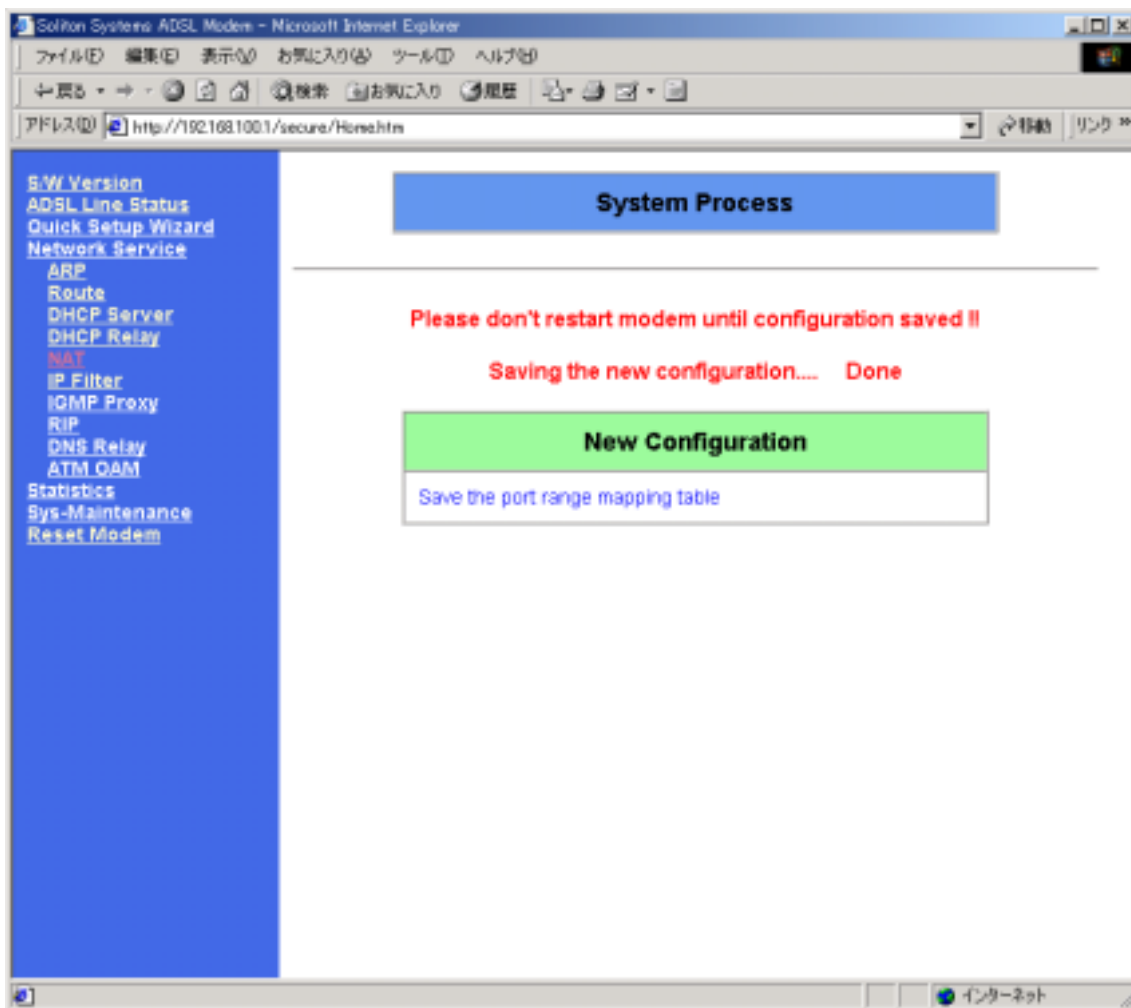 Soliton Systems ADSL Modem - Microsoft Internet Explorer
ファイル(F) 編集(E) 表示(V) お気に入り(A) ツール(T) ヘルプ(H)
戻る 検索 お気に入り 履歴
アドレス(D) http://192.168.100.1/secure/Home.htm 移動 リンク »
S/W Version
ADSL Line Status
Quick Setup Wizard
Network Service
ARP
Route
DHCP Server
DHCP Relay
NAT
IP Filter
IGMP Proxy
RIP
DNS Relay
ATM OAM
Statistics
Sys-Maintenance
Reset Modem
System Process
Please don't restart modem until configuration saved !!
Saving the new configuration.... Done
New Configuration
Save the port range mapping table
インターネット